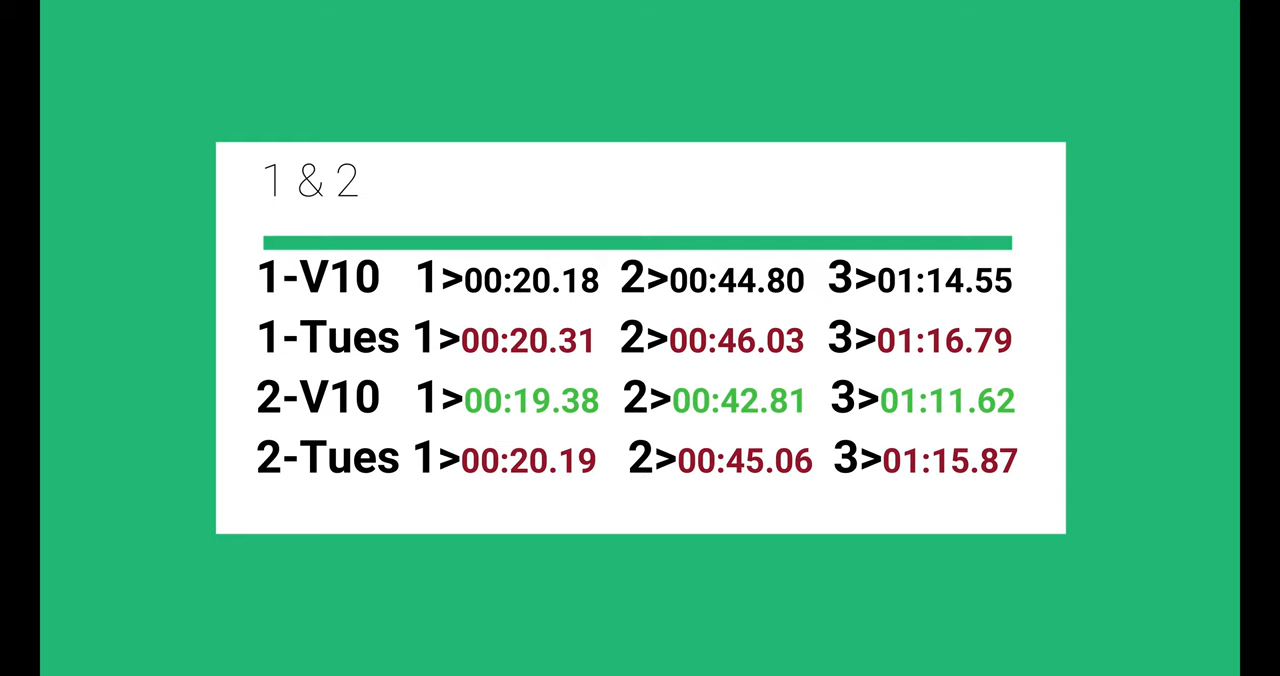 1 & 2
1-V10 1>00:20.18 2>00:44.80 3>01:14.55
1-Tues 1>00:20.31 2>00:46.03 3>01:16.79
2-V10 1>00:19.38 2>00:42.81 3>01:11.62
2-Tues 1>00:20.19 2>00:45.06 3>01:15.87